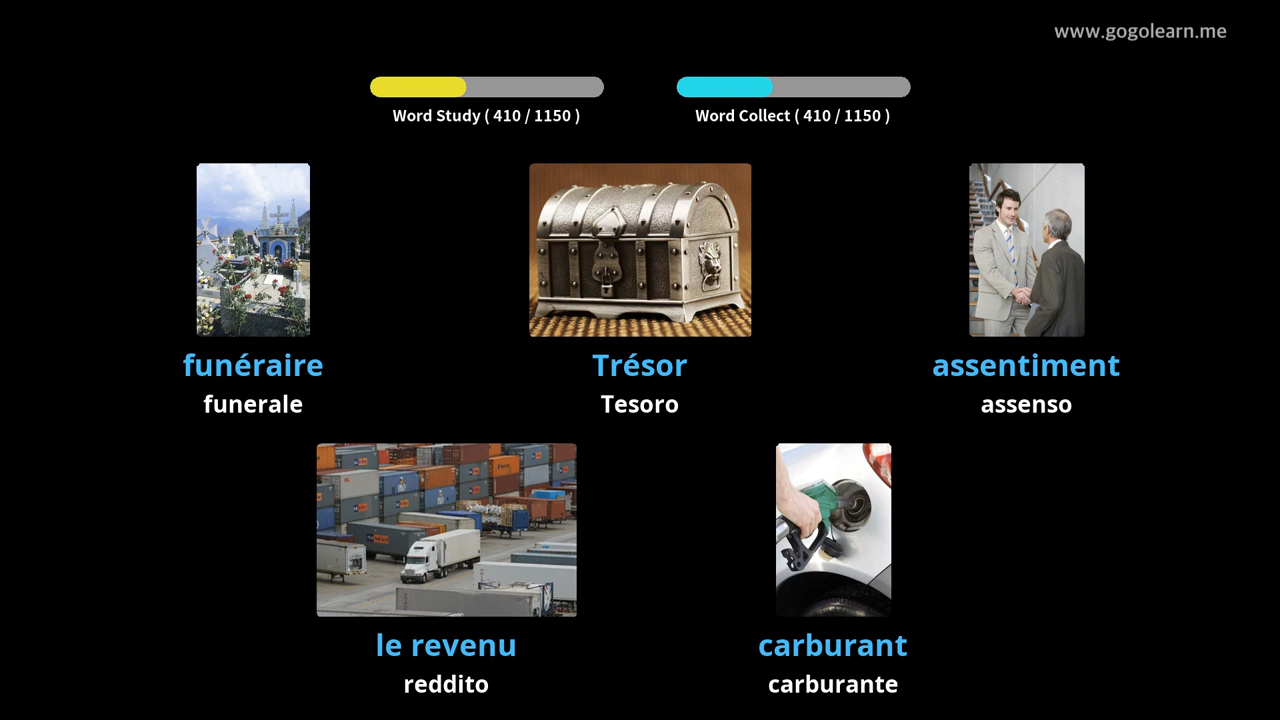 www.gogolearn.me
Word Study ( 410 / 1150 )
Word Collect ( 410 / 1150 )
funéraire
funerale
Trésor
Tesoro
assentiment
assenso
le revenu
reddito
carburant
carburante